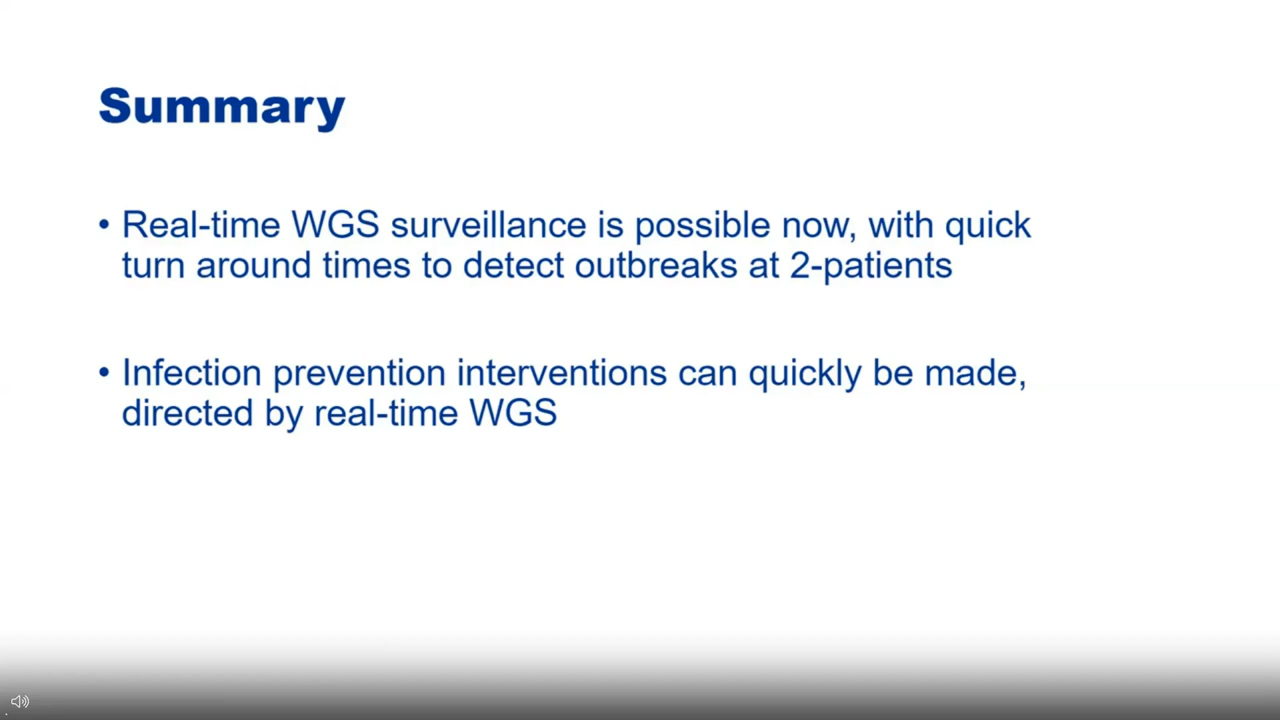 Summary
• Real-time WGS surveillance is possible now, with quick
turn around times to detect outbreaks at 2-patients
• Infection prevention interventions can quickly be made,
directed by real-time WGS